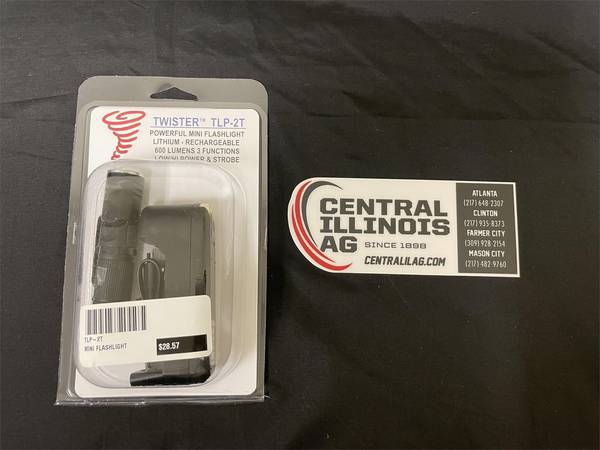 TWISTER™ TLP-2T
POWERFUL MINI FLASHLIGHT
LITHIUM - RECHARGEABLE
600 LUMENS 3 FUNCTIONS
LOW/HI POWER & STROBE
TLP-2T
MINI FLASHLIGHT
$28.57
CENTRAL
ILLINOIS
AG
SINCE 1898
CENTRALILAG.COM
ATLANTA
(217) 648-2307
CLINTON
(217) 935-8373
FARMER CITY
(309) 928-2154
MASON CITY
(217) 482-9760